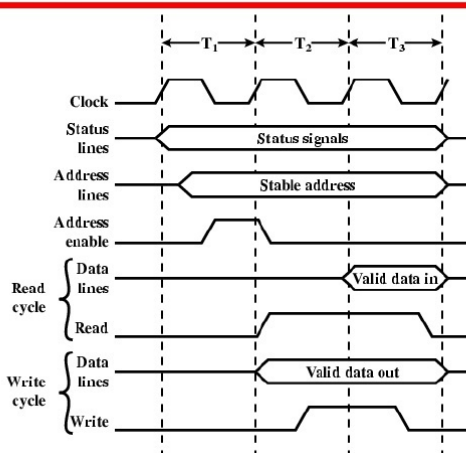 T₁ T₂ T₃
Clock
Status
lines
Status signals
Address
lines
Stable address
Address
enable
Read
cycle
Data
lines
Valid data in
Read
Write
cycle
Data
lines
Valid data out
Write